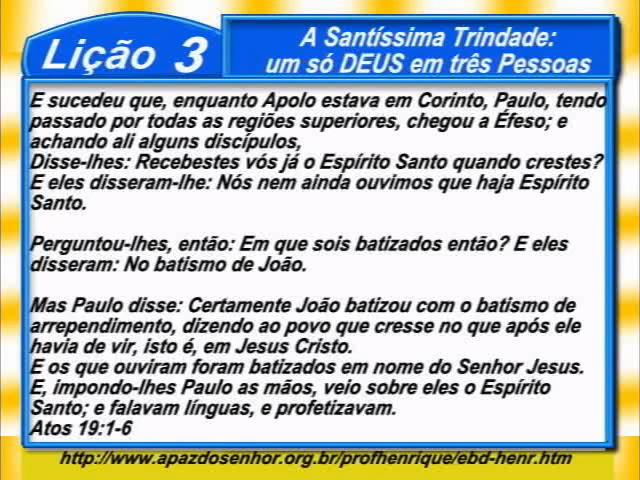 Lição 3
A Santíssima Trindade:
um só DEUS em três Pessoas
E sucedeu que, enquanto Apolo estava em Corinto, Paulo, tendo
passado por todas as regiões superiores, chegou a Éfeso; e
achando ali alguns discípulos,
Disse-lhes: Recebestes vós já o Espírito Santo quando crestes?
E eles disseram-lhe: Nós nem ainda ouvimos que haja Espírito
Santo.
Perguntou-lhes, então: Em que sois batizados então? E eles
disseram: No batismo de João.
Mas Paulo disse: Certamente João batizou com o batismo de
arrependimento, dizendo ao povo que cresse no que após ele
havia de vir, isto é, em Jesus Cristo.
E os que ouviram foram batizados em nome do Senhor Jesus.
E, impondo-lhes Paulo as mãos, veio sobre eles o Espírito
Santo; e falavam línguas, e profetizavam.
Atos 19:1-6
http://www.apazdosenhor.org.br/profhenrique/ebd-henr.htm